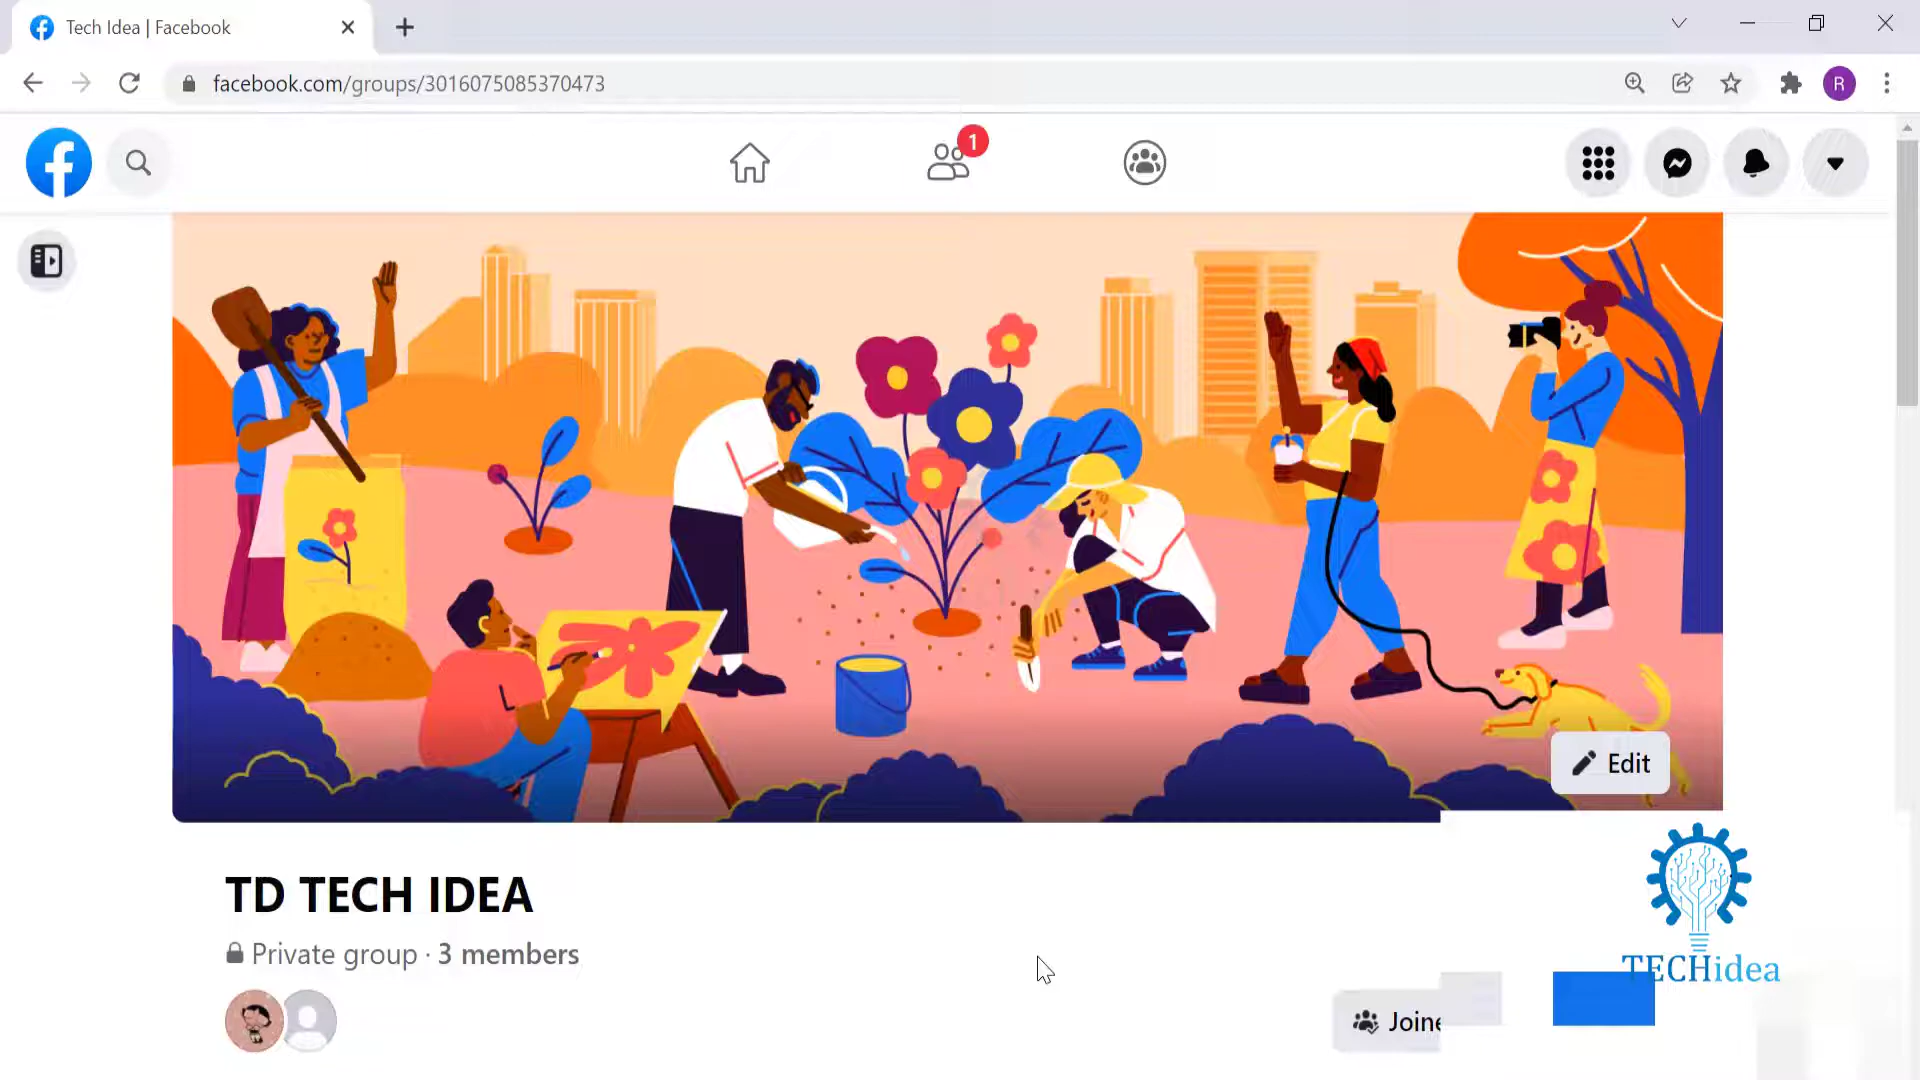 Tech Idea | Facebook
facebook.com/groups/3016075085370473
R
1
Edit
TD TECH IDEA
Private group · 3 members
TECHidea
Joine